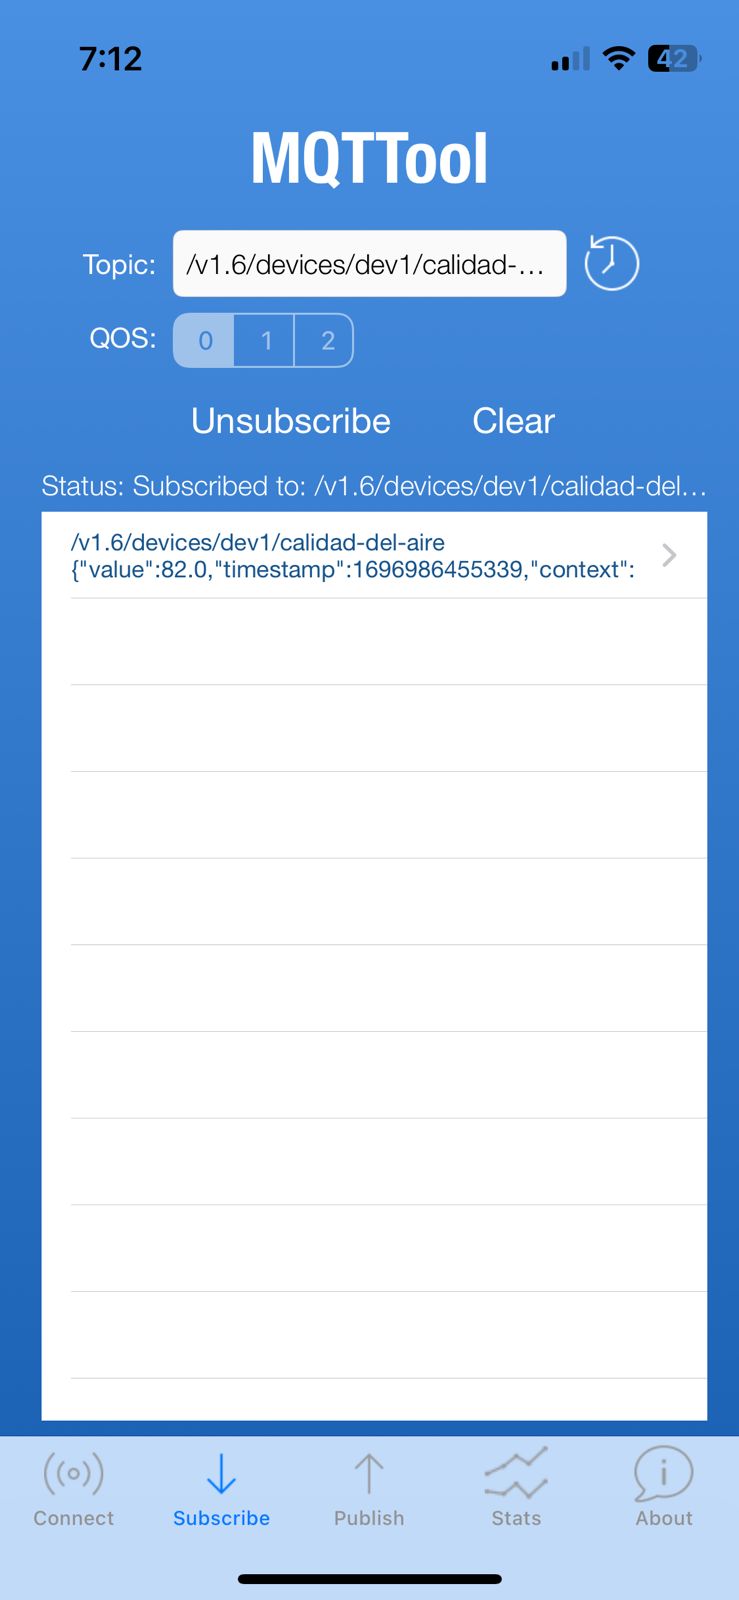 7:12
42
MQTTool
Topic: /v1.6/devices/dev1/calidad-...
QOS: 0 1 2
Unsubscribe Clear
Status: Subscribed to: /v1.6/devices/dev1/calidad-del...
/v1.6/devices/dev1/calidad-del-aire
{"value":82.0,"timestamp":1696986455339,"context":
Connect Subscribe Publish Stats About